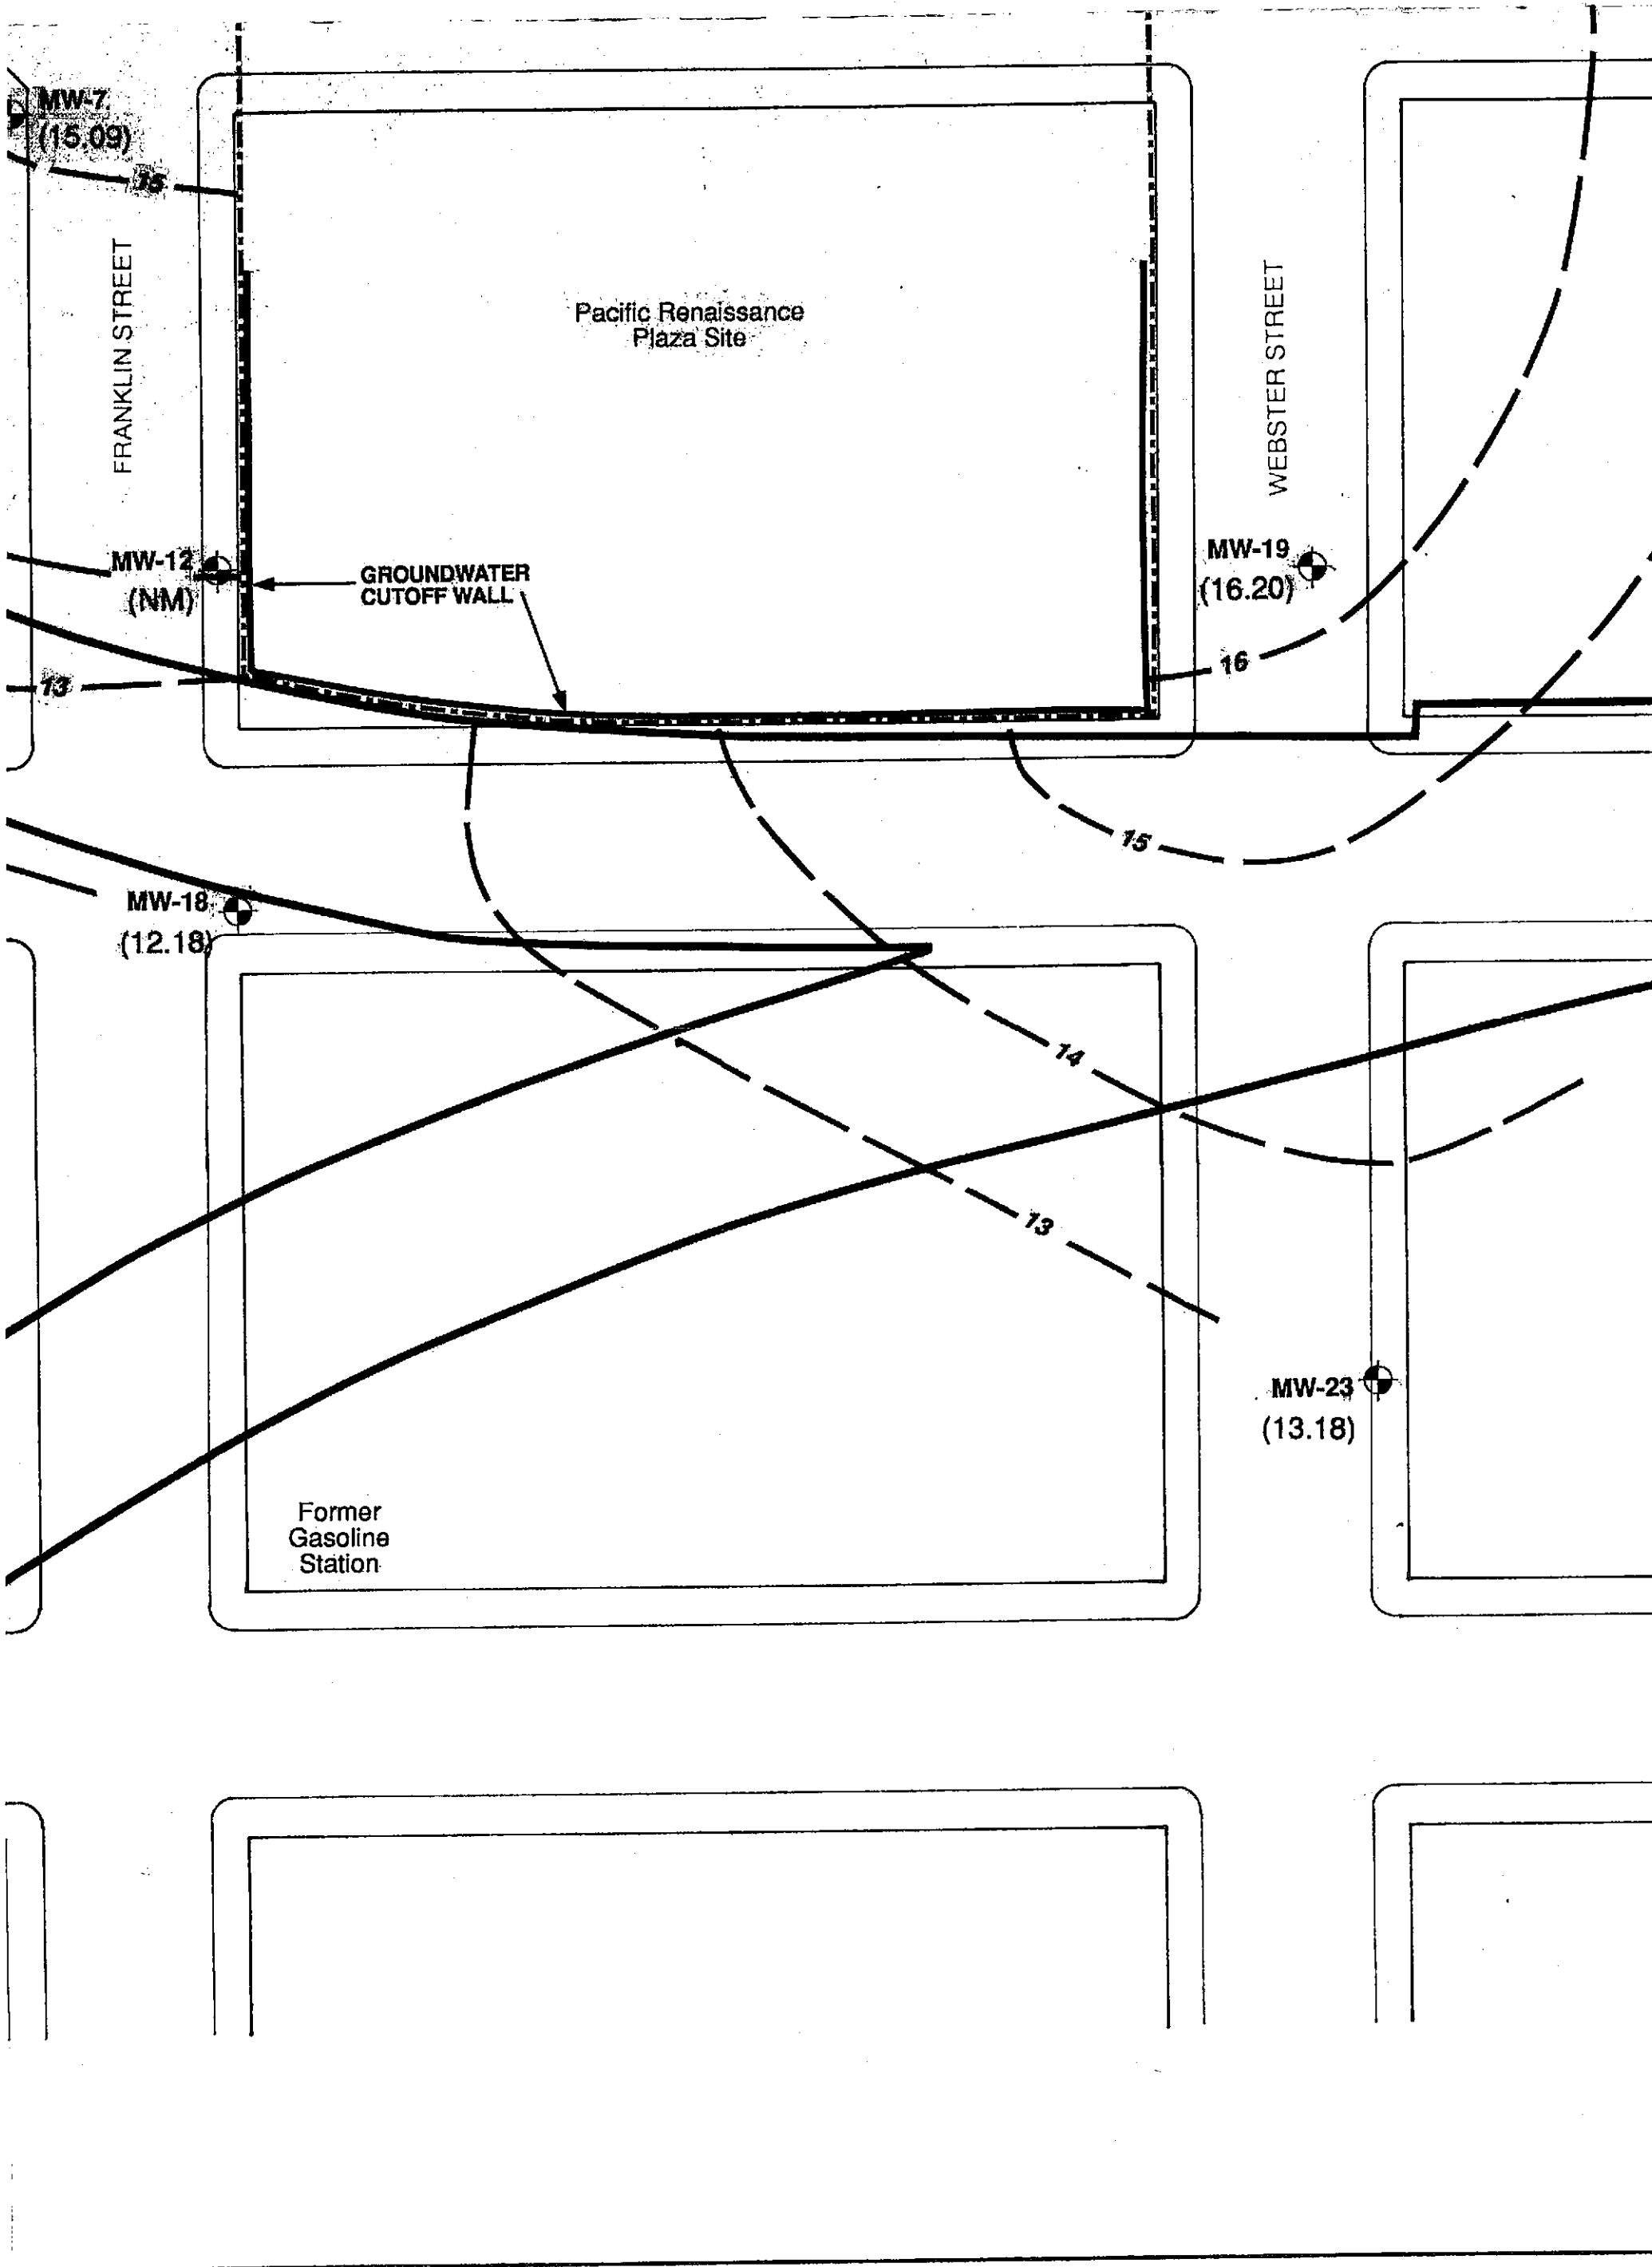 MW-7
(15.09)
15
FRANKLIN STREET
Pacific Renaissance
Plaza Site
WEBSTER STREET
MW-12
(NM)
GROUNDWATER
CUTOFF WALL
MW-19
(16.20)
16
13
15
MW-18
(12.18)
14
13
MW-23
(13.18)
Former
Gasoline
Station